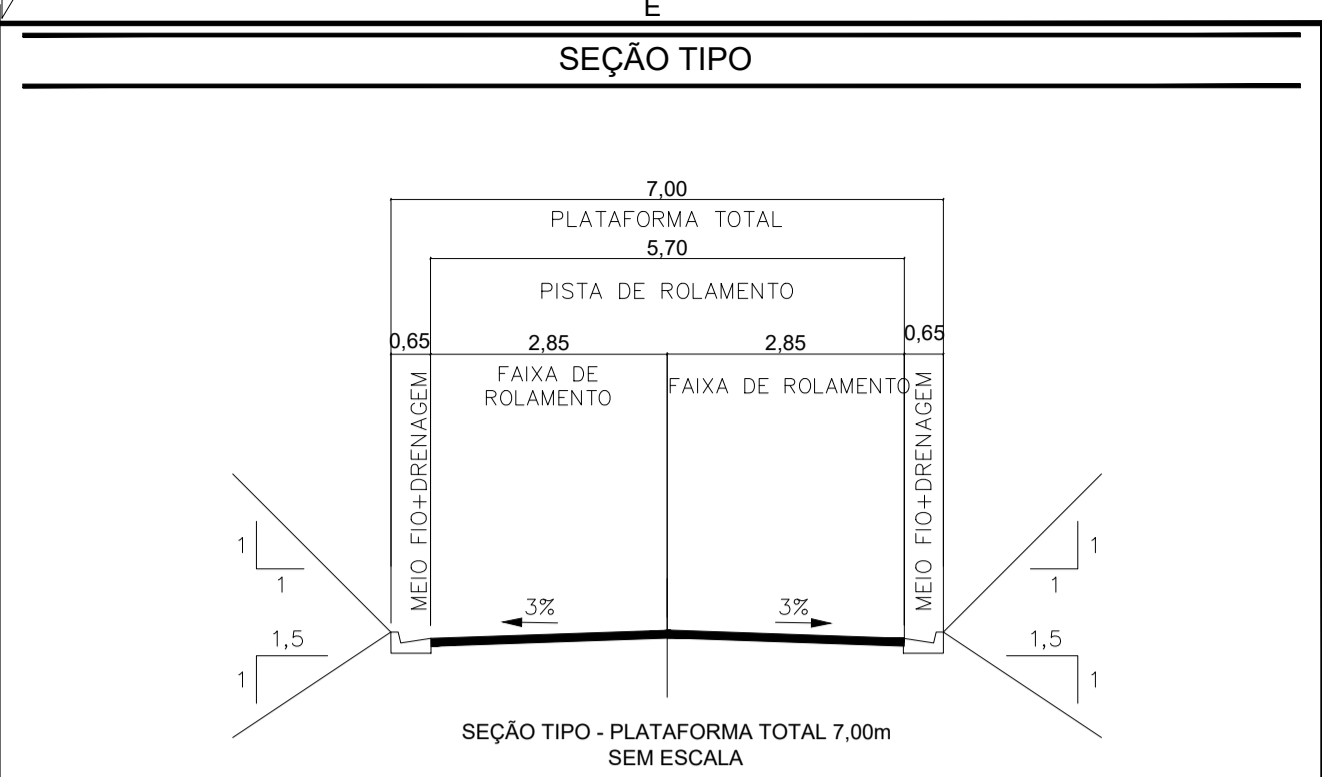 E
SEÇÃO TIPO
7,00
PLATAFORMA TOTAL
5,70
PISTA DE ROLAMENTO
0,65
2,85
2,85
0,65
FAIXA DE
ROLAMENTO
FAIXA DE ROLAMENTO
MEIO FIO+DRENAGEM
MEIO FIO+DRENAGEM
1
1
1
1
3%
3%
1,5
1
1,5
1
SEÇÃO TIPO - PLATAFORMA TOTAL 7,00m
SEM ESCALA